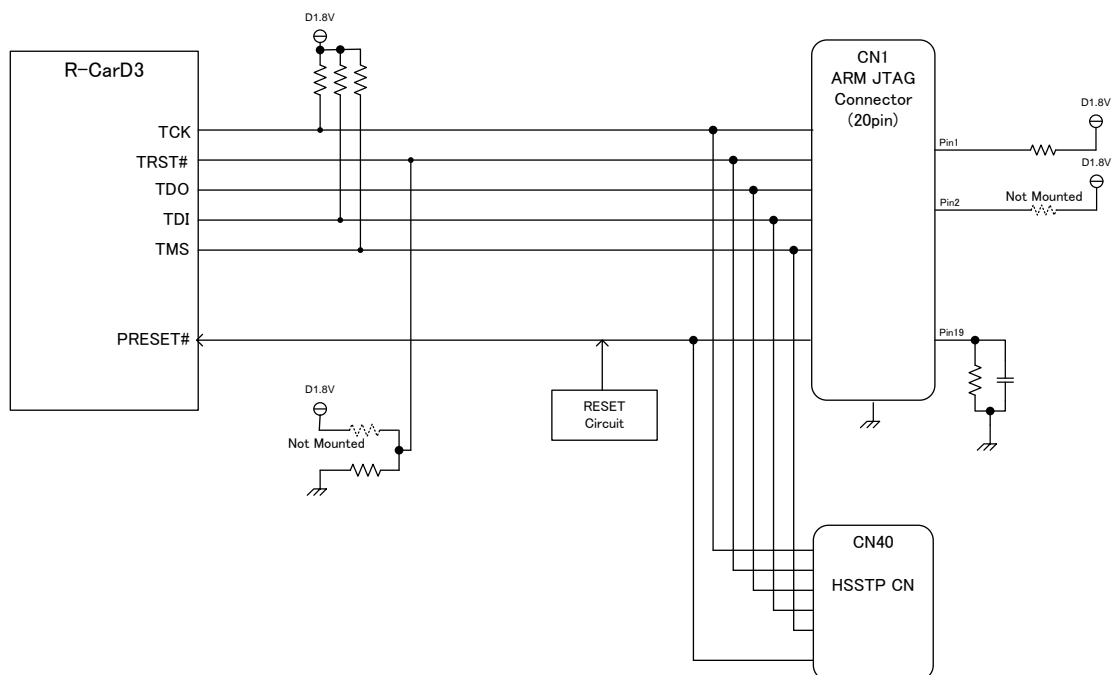 D1.8V
R-CarD3
CN1
ARM JTAG
Connector
(20pin)
D1.8V
TCK
Pin1
TRST#
D1.8V
TDO
Not Mounted
Pin2
TDI
TMS
PRESET#
Pin19
D1.8V
RESET
Circuit
Not Mounted
CN40
HSSTP CN